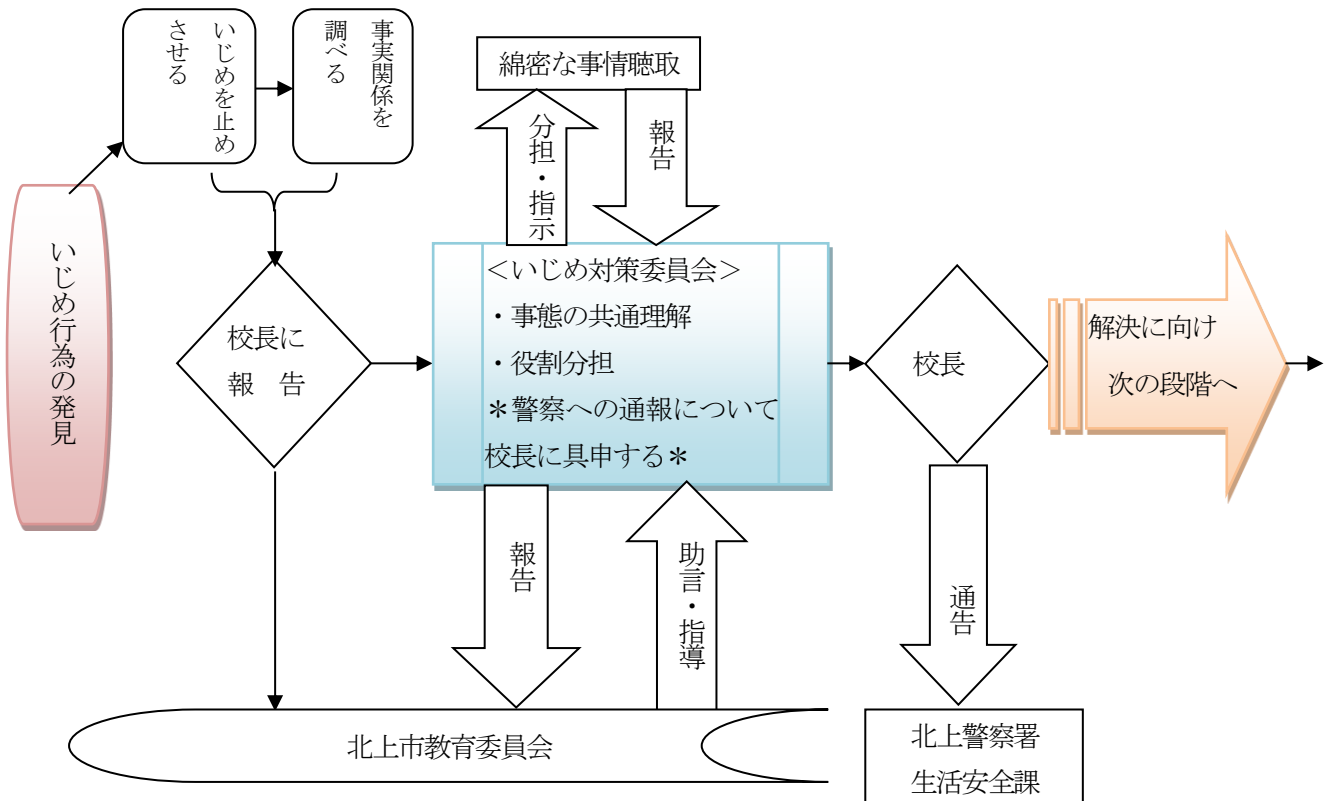 いじめ行為の発見
いじめを止め
させる
事実関係を
調べる
校長に
報　告
綿密な事情聴取
分担・指示
報告
＜いじめ対策委員会＞
・事態の共通理解
・役割分担
＊警察への通報について
校長に具申する＊
報告
助言・指導
北上市教育委員会
校長
通告
北上警察署
生活安全課
解決に向け
次の段階へ